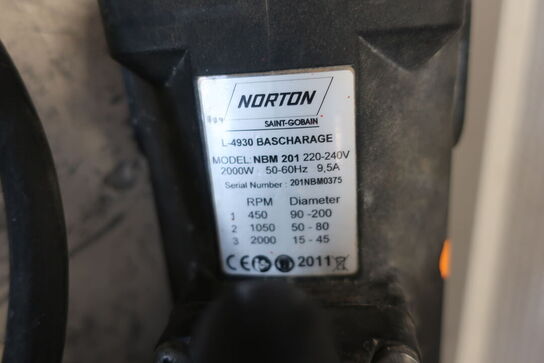 NORTON
SAINT-GOBAIN
L-4930 BASCHARAGE
MODEL: NBM 201 220-240V
2000W 50-60Hz 9,5A
Serial Number : 201NBM0375
RPM Diameter
1 450 90 -200
2 1050 50 - 80
3 2000 15 - 45
CE 2011